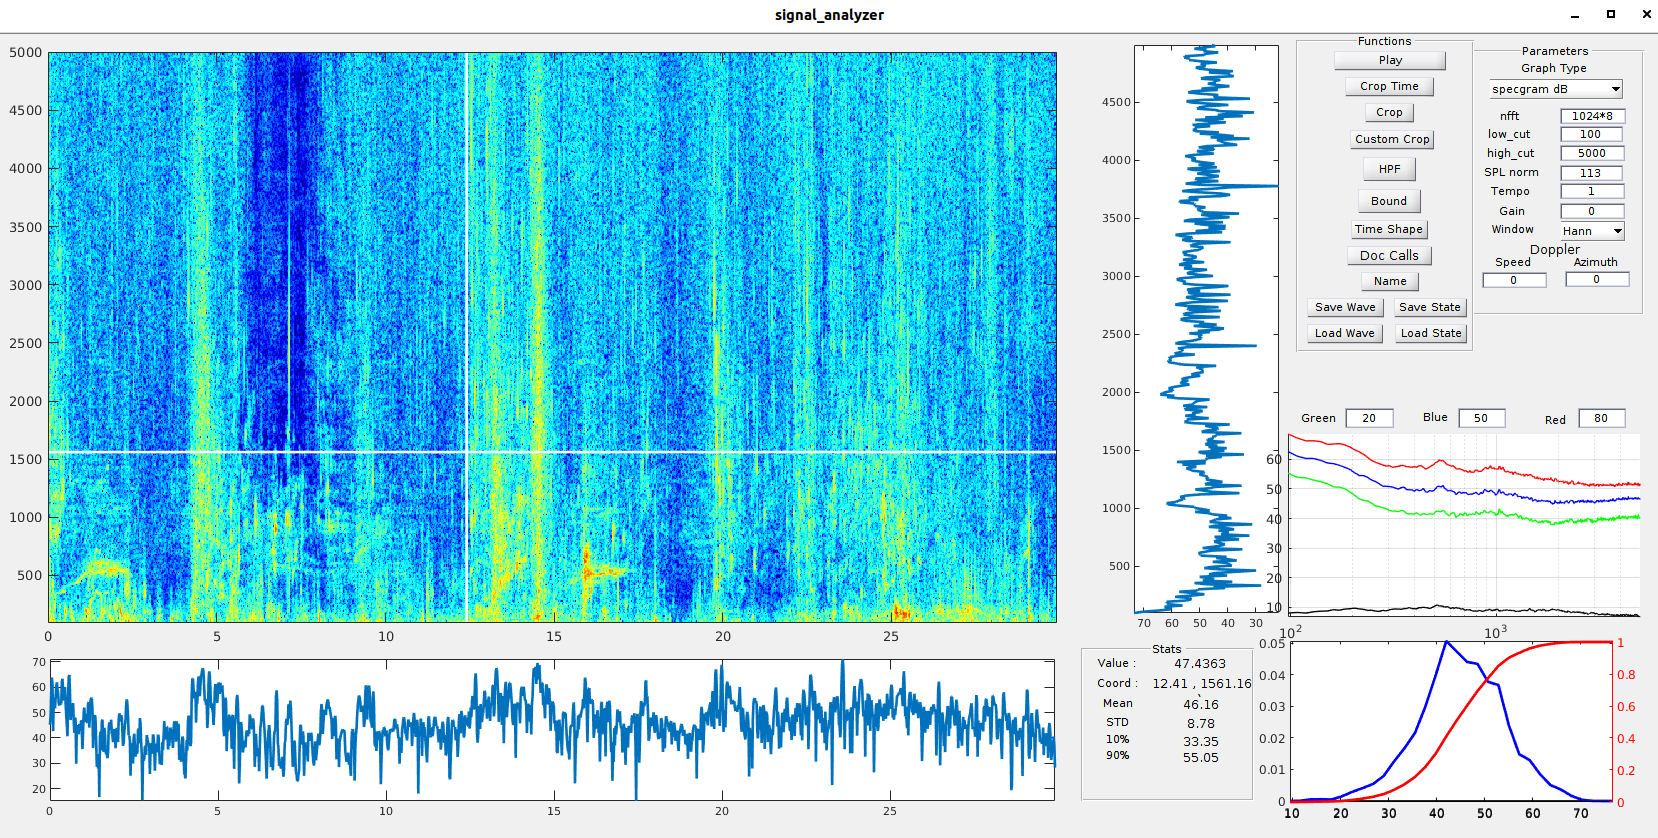 signal_analyzer
5000
4500
4000
3500
3000
2500
2000
1500
1000
500
0 5 10 15 20 25
4500
4000
3500
3000
2500
2000
1500
1000
500
70 60 50 40 30
Functions
Play
Crop Time
Crop
Custom Crop
HPF
Bound
Time Shape
Doc Calls
Name
Save Wave Save State
Load Wave Load State
Parameters
Graph Type
specgram dB
nfft 1024*8
low_cut 100
high_cut 5000
SPL norm 113
Tempo 1
Gain 0
Window Hann
Doppler
Speed Azimuth
0 0
Green 20 Blue 50 Red 80
60
50
40
30
20
10
10^2 10^3
70
60
50
40
30
20
0 5 10 15 20 25
Stats
Value : 47.4363
Coord : 12.41 , 1561.16
Mean 46.16
STD 8.78
10% 33.35
90% 55.05
0.05 1
0.04 0.8
0.03 0.6
0.02 0.4
0.01 0.2
0 0
10 20 30 40 50 60 70